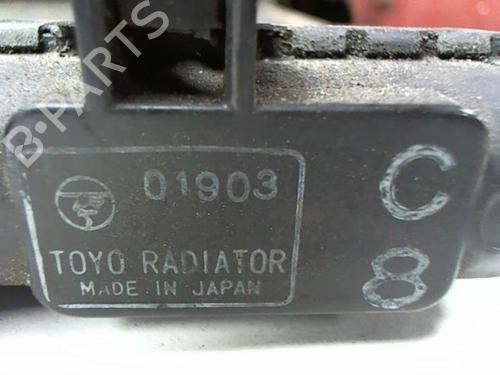 B-PARTS
01903
TOYO RADIATOR
MADE IN JAPAN
C
8